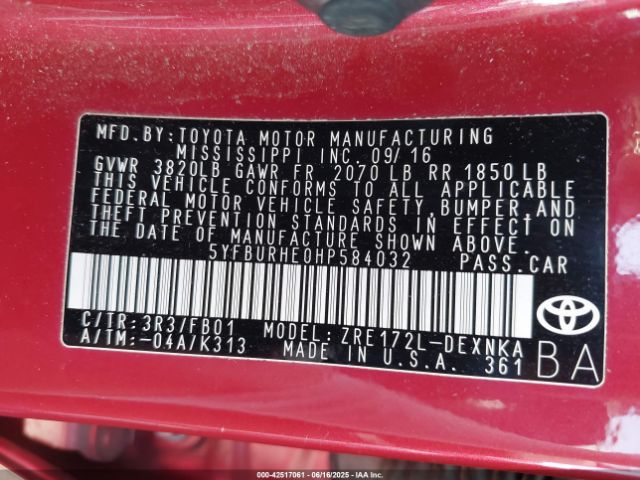 MFD.BY:TOYOTA MOTOR MANUFACTURING
MISSISSIPPI INC. 09/16
GVWR 3820LB GAWR FR 2070 LB RR 1850 LB
THIS VEHICLE CONFORMS TO ALL APPLICABLE
FEDERAL MOTOR VEHICLE SAFETY,BUMPER,AND
THEFT PREVENTION STANDARDS IN EFFECT ON
THE DATE OF MANUFACTURE SHOWN ABOVE.
5YFBURHE0HP584032 PASS.CAR
C/TR:3R3/FB01 MODEL:ZRE172L-DEXNKA
A/TM:-04A/K313 MADE IN U.S.A. 361
BA
TOYOTA
000-42517061 - 06/16/2025 - IAAI.COM